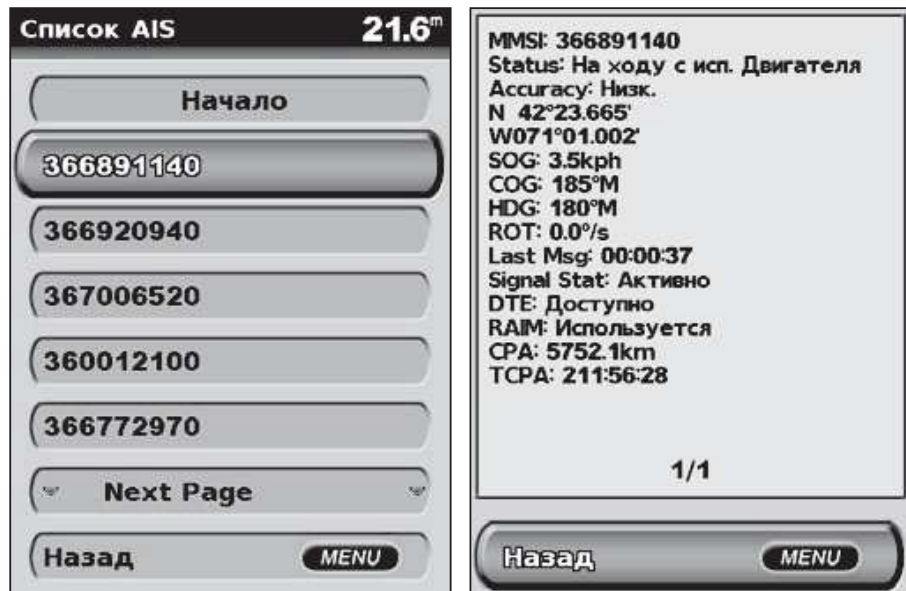 Список AIS 21.6m
Начало
366891140
366920940
367006520
360012100
366772970
Next Page
Назад MENU
MMSI: 366891140
Status: На ходу с исп. Двигателя
Accuracy: Низк.
N 42°23.665'
W071°01.002'
SOG: 3.5kph
COG: 185°M
HDG: 180°M
ROT: 0.0°/s
Last Msg: 00:00:37
Signal Stat: Активно
DTE: Доступно
RAIM: Используется
CPA: 5752.1km
TCPA: 211:56:28
1/1
Назад MENU